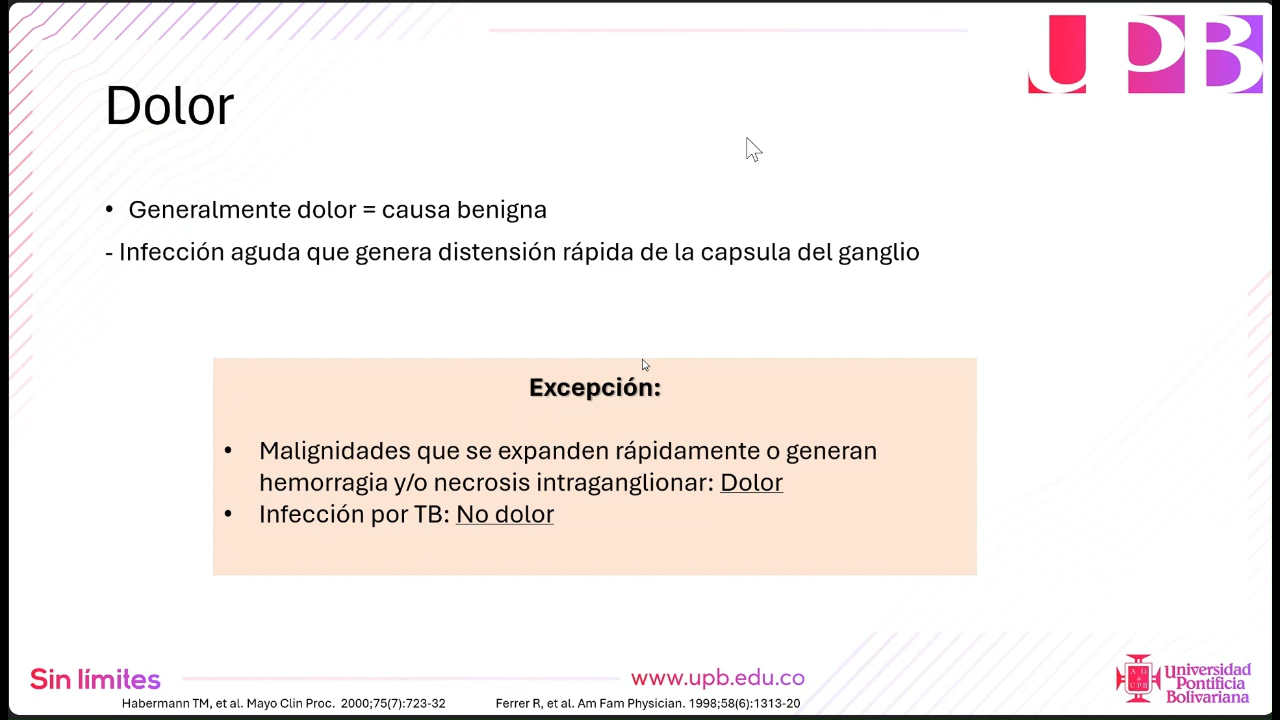 UPB
Dolor
• Generalmente dolor = causa benigna
- Infección aguda que genera distensión rápida de la capsula del ganglio
Excepción:
• Malignidades que se expanden rápidamente o generan
hemorragia y/o necrosis intraganglionar: Dolor
• Infección por TB: No dolor
Sin límites
www.upb.edu.co
Universidad
Pontificia
Bolivariana
Habermann TM, et al. Mayo Clin Proc. 2000;75(7):723-32
Ferrer R, et al. Am Fam Physician. 1998;58(6):1313-20